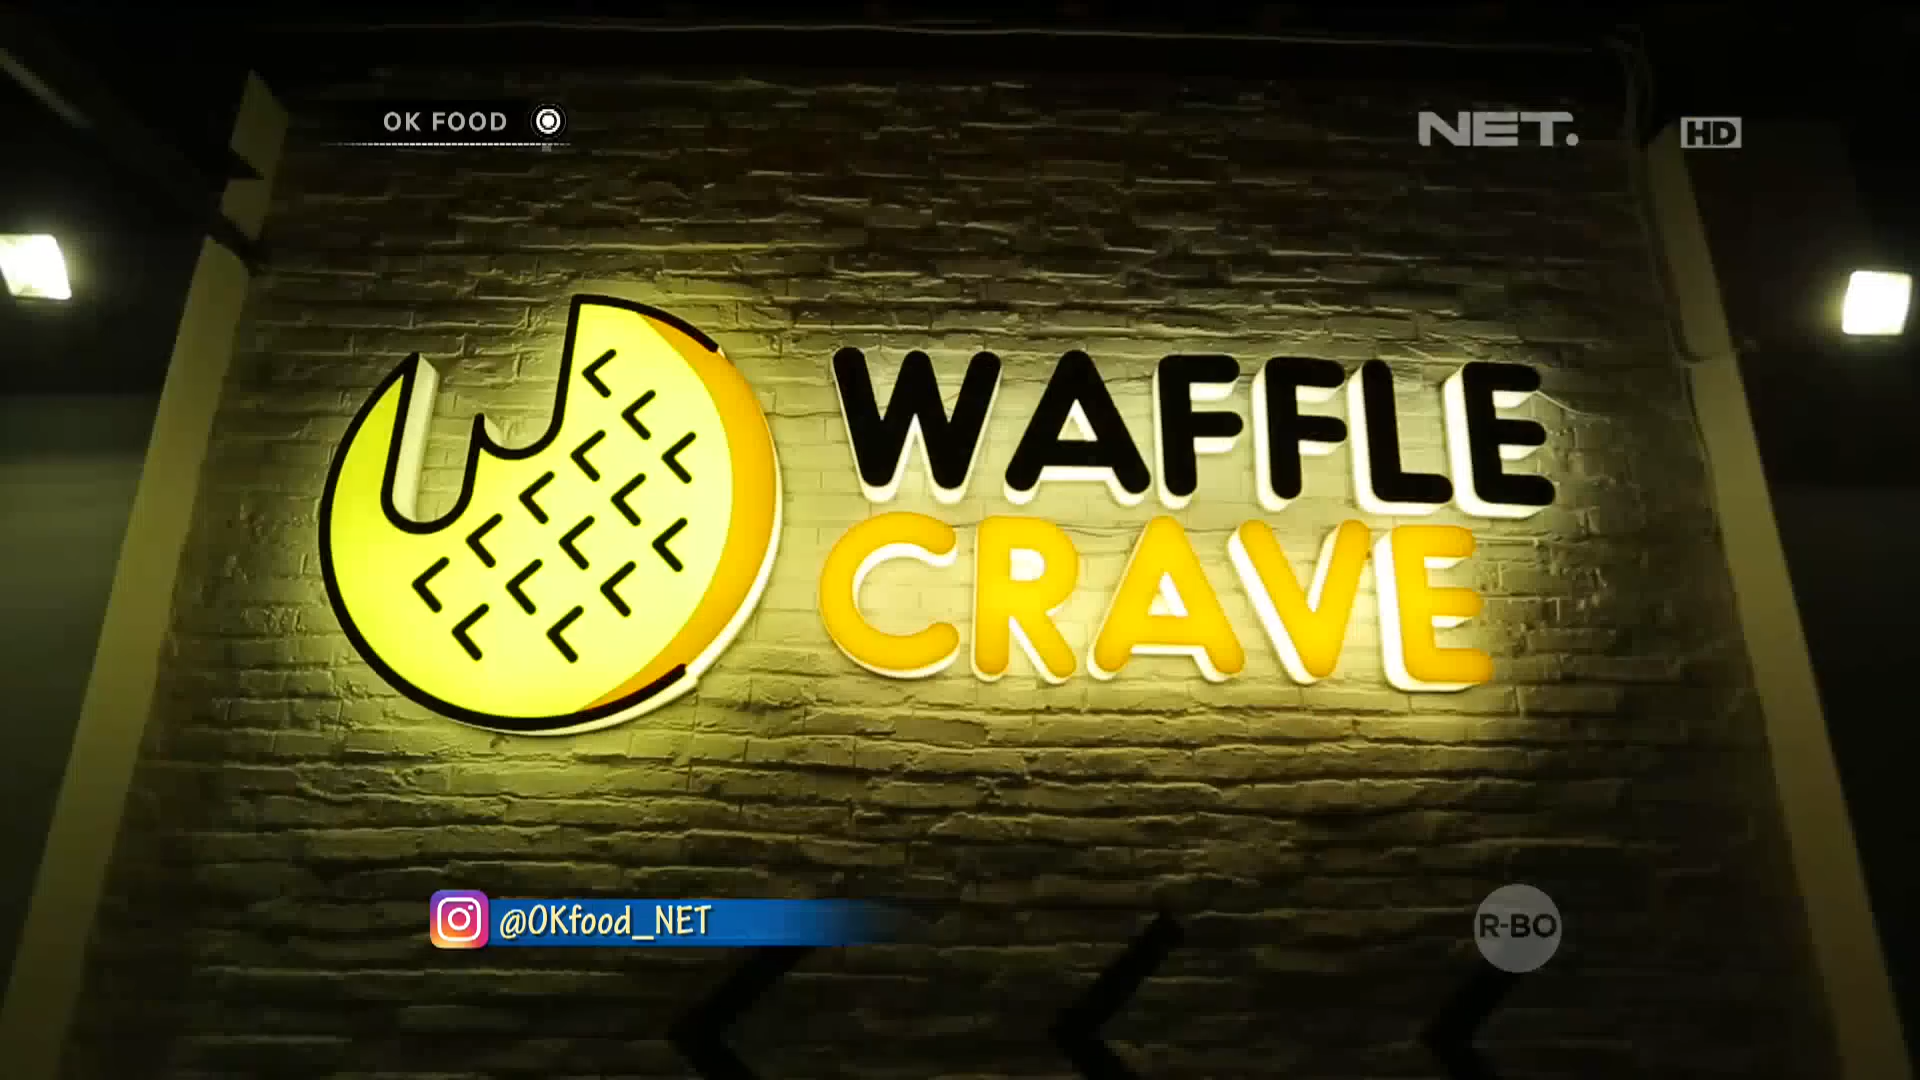 OK FOOD
NET.
HD
WAFFLE
CRAVE
@OKfood_NET
R-BO